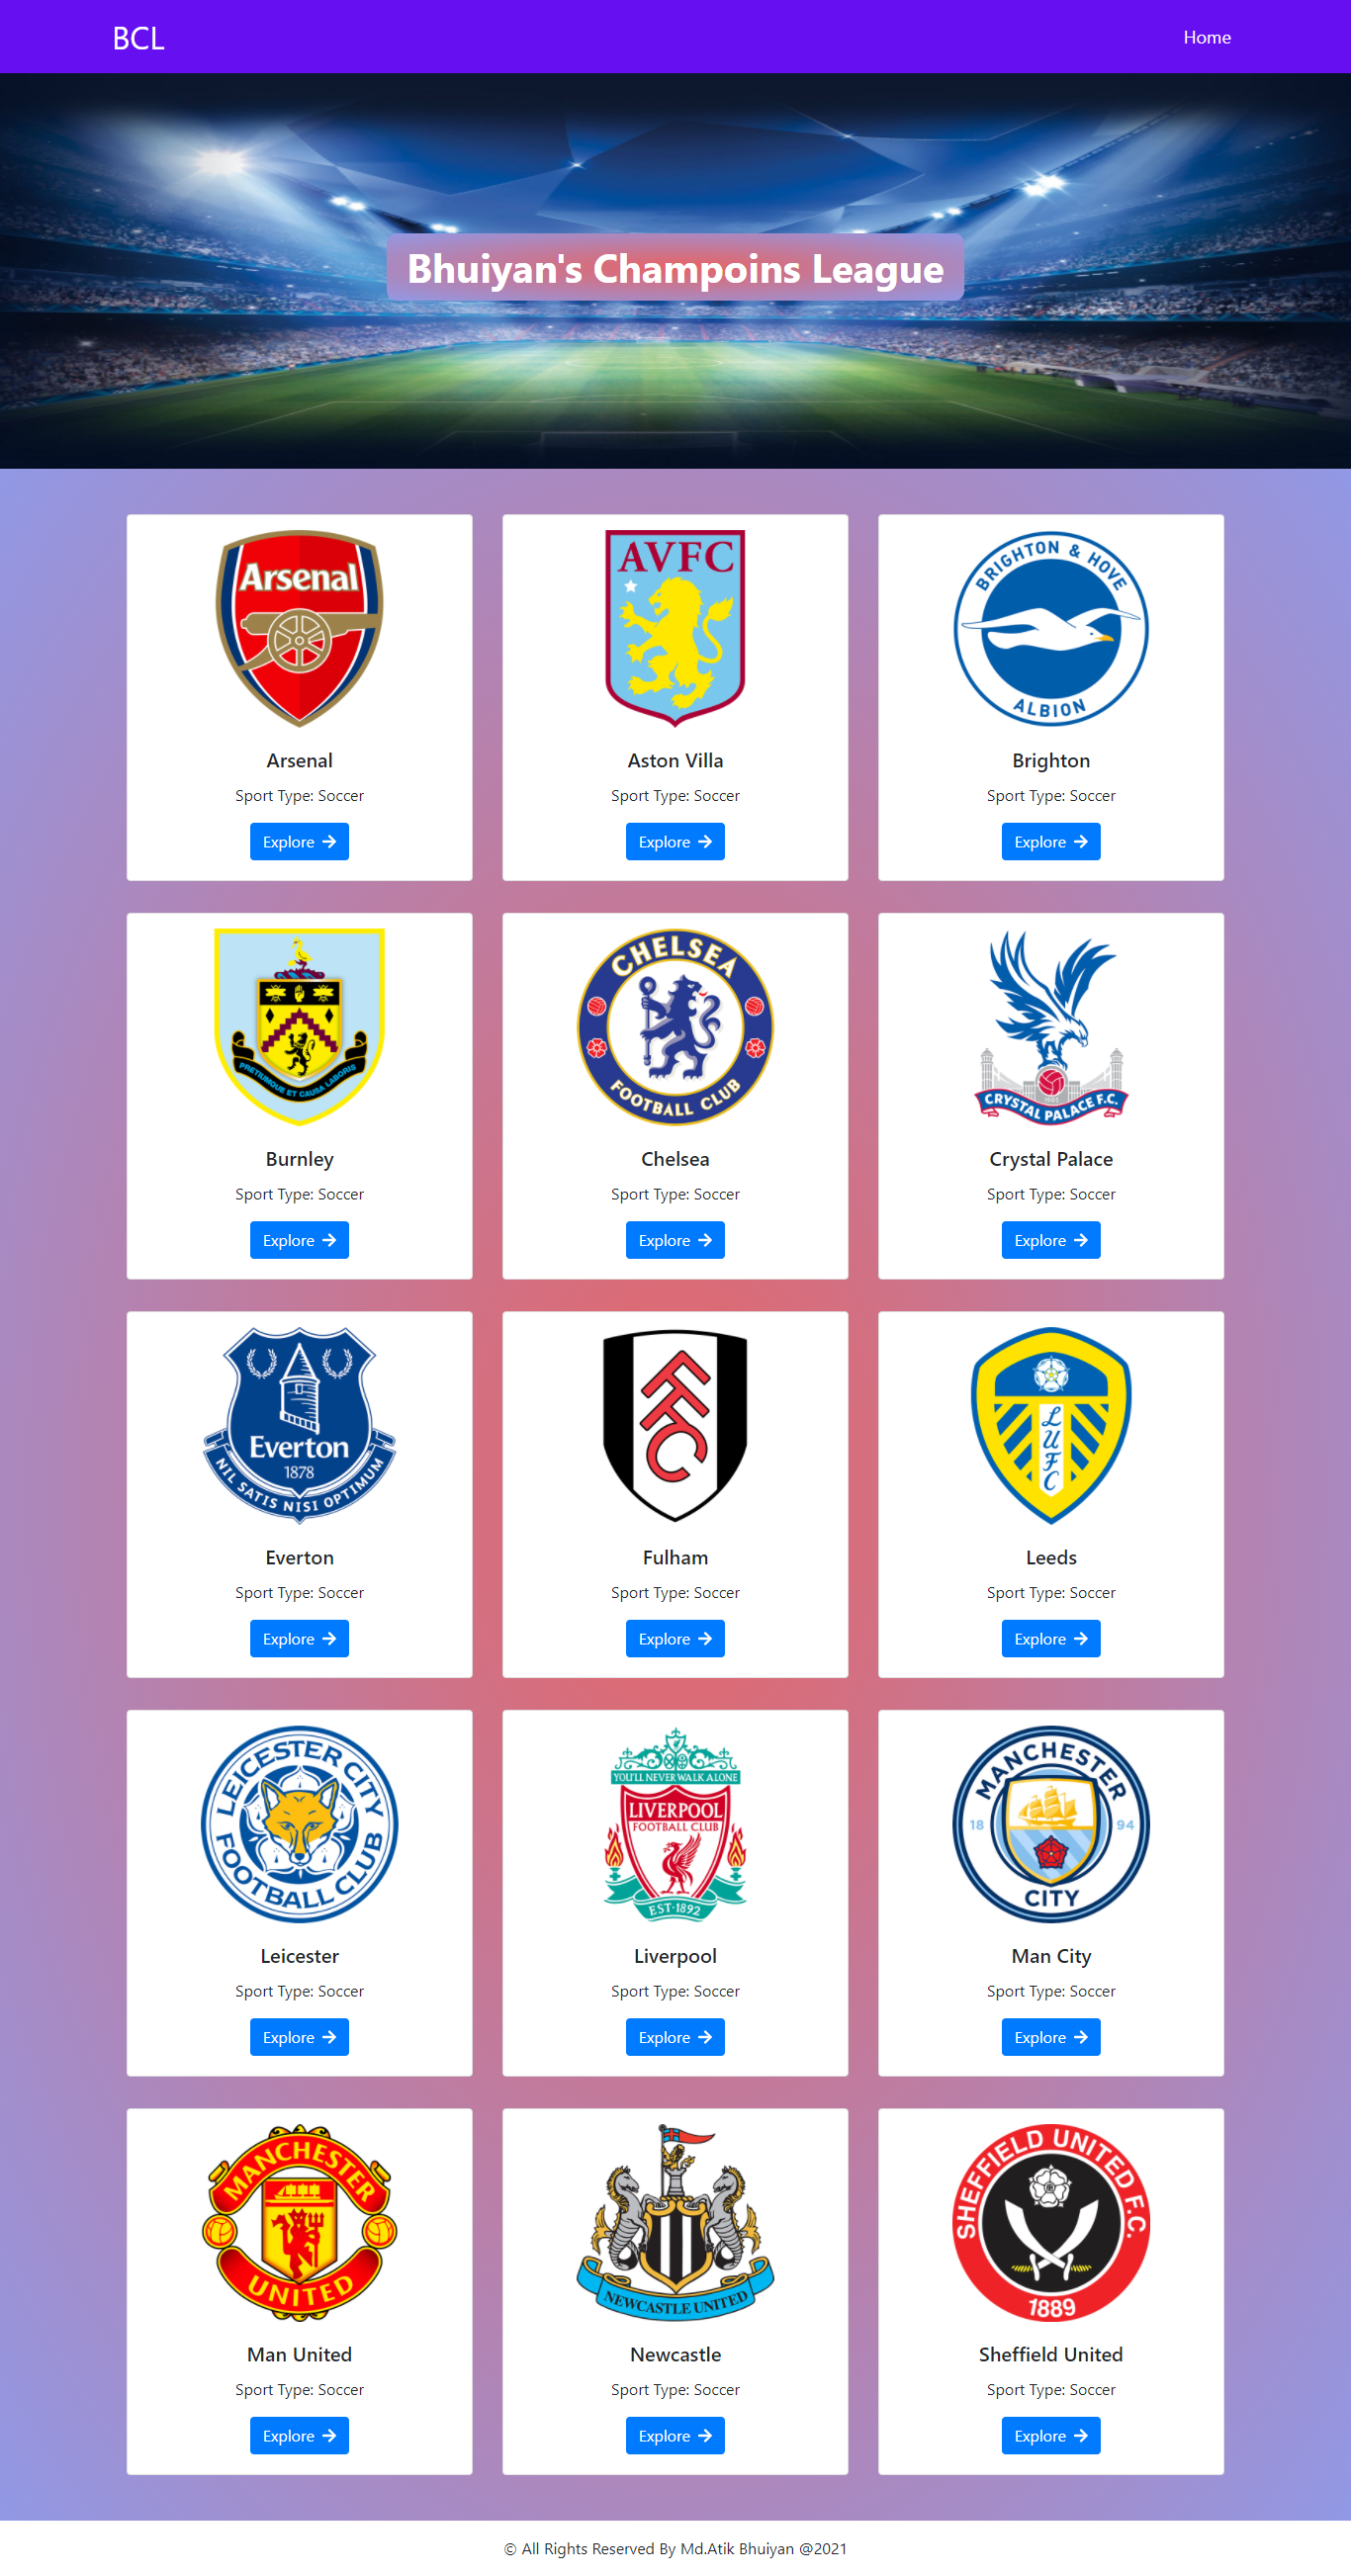 BCL
Home
Bhuiyan's Champoins League
Arsenal
AVFC
BRIGHTON & HOVE
ALBION
Arsenal
Aston Villa
Brighton
Sport Type: Soccer
Sport Type: Soccer
Sport Type: Soccer
Explore
Explore
Explore
PRETIUMQUE ET CAUSA LABORIS
CHELSEA
FOOTBALL CLUB
1905
CRYSTAL PALACE F.C.
Burnley
Chelsea
Crystal Palace
Sport Type: Soccer
Sport Type: Soccer
Sport Type: Soccer
Explore
Explore
Explore
Everton
1878
NIL SATIS NISI OPTIMUM
FFC
LUFC
Everton
Fulham
Leeds
Sport Type: Soccer
Sport Type: Soccer
Sport Type: Soccer
Explore
Explore
Explore
LEICESTER CITY
FOOTBALL CLUB
YOU'LL NEVER WALK ALONE
LIVERPOOL
FOOTBALL CLUB
EST·1892
MANCHESTER
18 94
CITY
Leicester
Liverpool
Man City
Sport Type: Soccer
Sport Type: Soccer
Sport Type: Soccer
Explore
Explore
Explore
MANCHESTER
UNITED
NEWCASTLE UNITED
SHEFFIELD UNITED F.C.
1889
Man United
Newcastle
Sheffield United
Sport Type: Soccer
Sport Type: Soccer
Sport Type: Soccer
Explore
Explore
Explore
© All Rights Reserved By Md.Atik Bhuiyan @2021